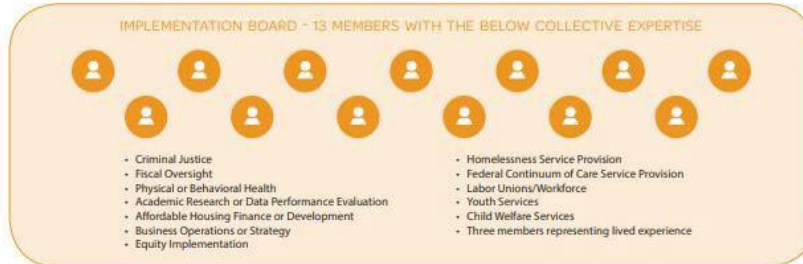 IMPLEMENTATION BOARD - 13 MEMBERS WITH THE BELOW COLLECTIVE EXPERTISE
• Criminal Justice
• Fiscal Oversight
• Physical or Behavioral Health
• Academic Research or Data Performance Evaluation
• Affordable Housing Finance or Development
• Business Operations or Strategy
• Equity Implementation
• Homelessness Service Provision
• Federal Continuum of Care Service Provision
• Labor Unions/Workforce
• Youth Services
• Child Welfare Services
• Three members representing lived experience